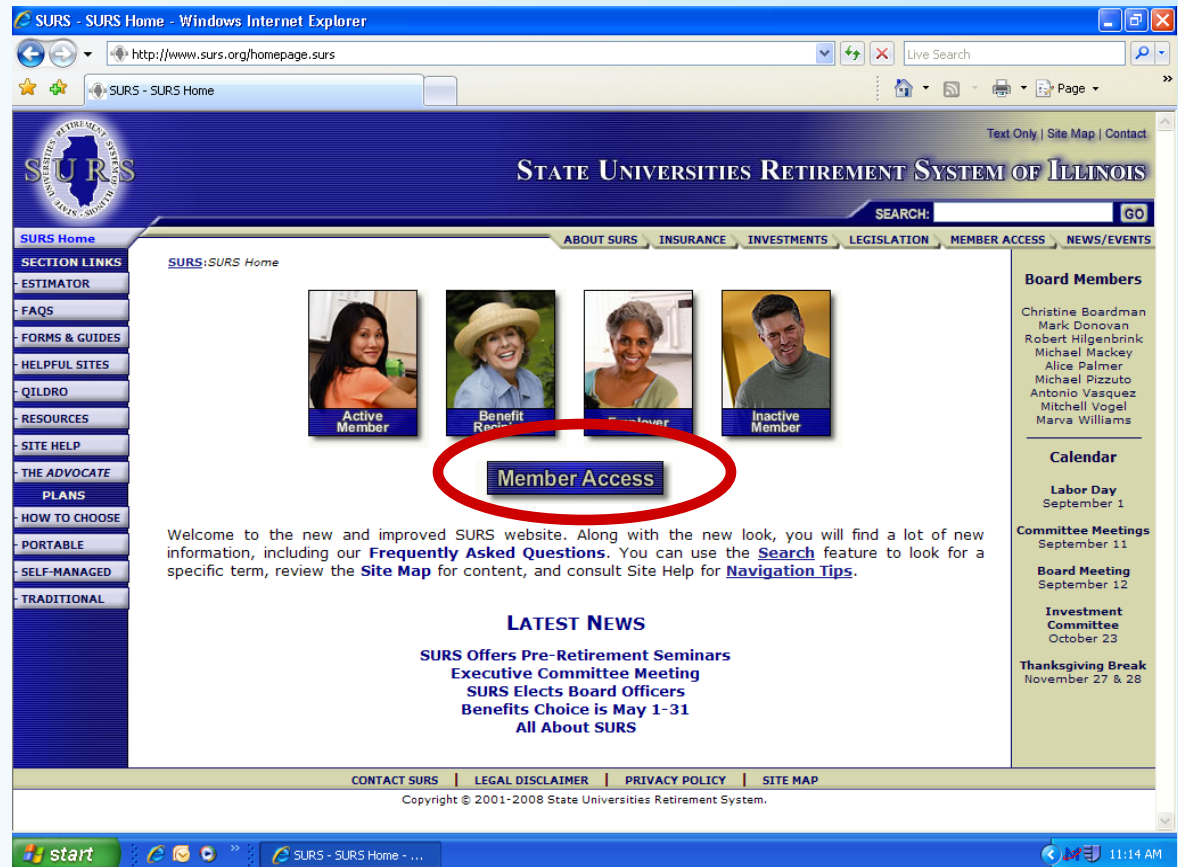 SURS - SURS Home - Windows Internet Explorer
http://www.surs.org/homepage.surs
Live Search
SURS - SURS Home
Page
Text Only | Site Map | Contact
SURS
STATE UNIVERSITIES RETIREMENT SYSTEM OF ILLINOIS
SEARCH:
GO
SURS Home
ABOUT SURS
INSURANCE
INVESTMENTS
LEGISLATION
MEMBER ACCESS
NEWS/EVENTS
SECTION LINKS
- ESTIMATOR
- FAQS
- FORMS & GUIDES
- HELPFUL SITES
- QILDRO
- RESOURCES
- SITE HELP
- THE ADVOCATE
PLANS
- HOW TO CHOOSE
- PORTABLE
- SELF-MANAGED
- TRADITIONAL
SURS:SURS Home
Active
Member
Benefit
Inactive
Member
Member Access
Welcome to the new and improved SURS website. Along with the new look, you will find a lot of new
information, including our Frequently Asked Questions. You can use the Search feature to look for a
specific term, review the Site Map for content, and consult Site Help for Navigation Tips.
LATEST NEWS
SURS Offers Pre-Retirement Seminars
Executive Committee Meeting
SURS Elects Board Officers
Benefits Choice is May 1-31
All About SURS
Board Members
Christine Boardman
Mark Donovan
Robert Hilgenbrink
Michael Mackey
Alice Palmer
Michael Pizzuto
Antonio Vasquez
Mitchell Vogel
Marva Williams
Calendar
Labor Day
September 1
Committee Meetings
September 11
Board Meeting
September 12
Investment
Committee
October 23
Thanksgiving Break
November 27 & 28
CONTACT SURS | LEGAL DISCLAIMER | PRIVACY POLICY | SITE MAP
Copyright © 2001-2008 State Universities Retirement System.
start
SURS - SURS Home - ...
11:14 AM